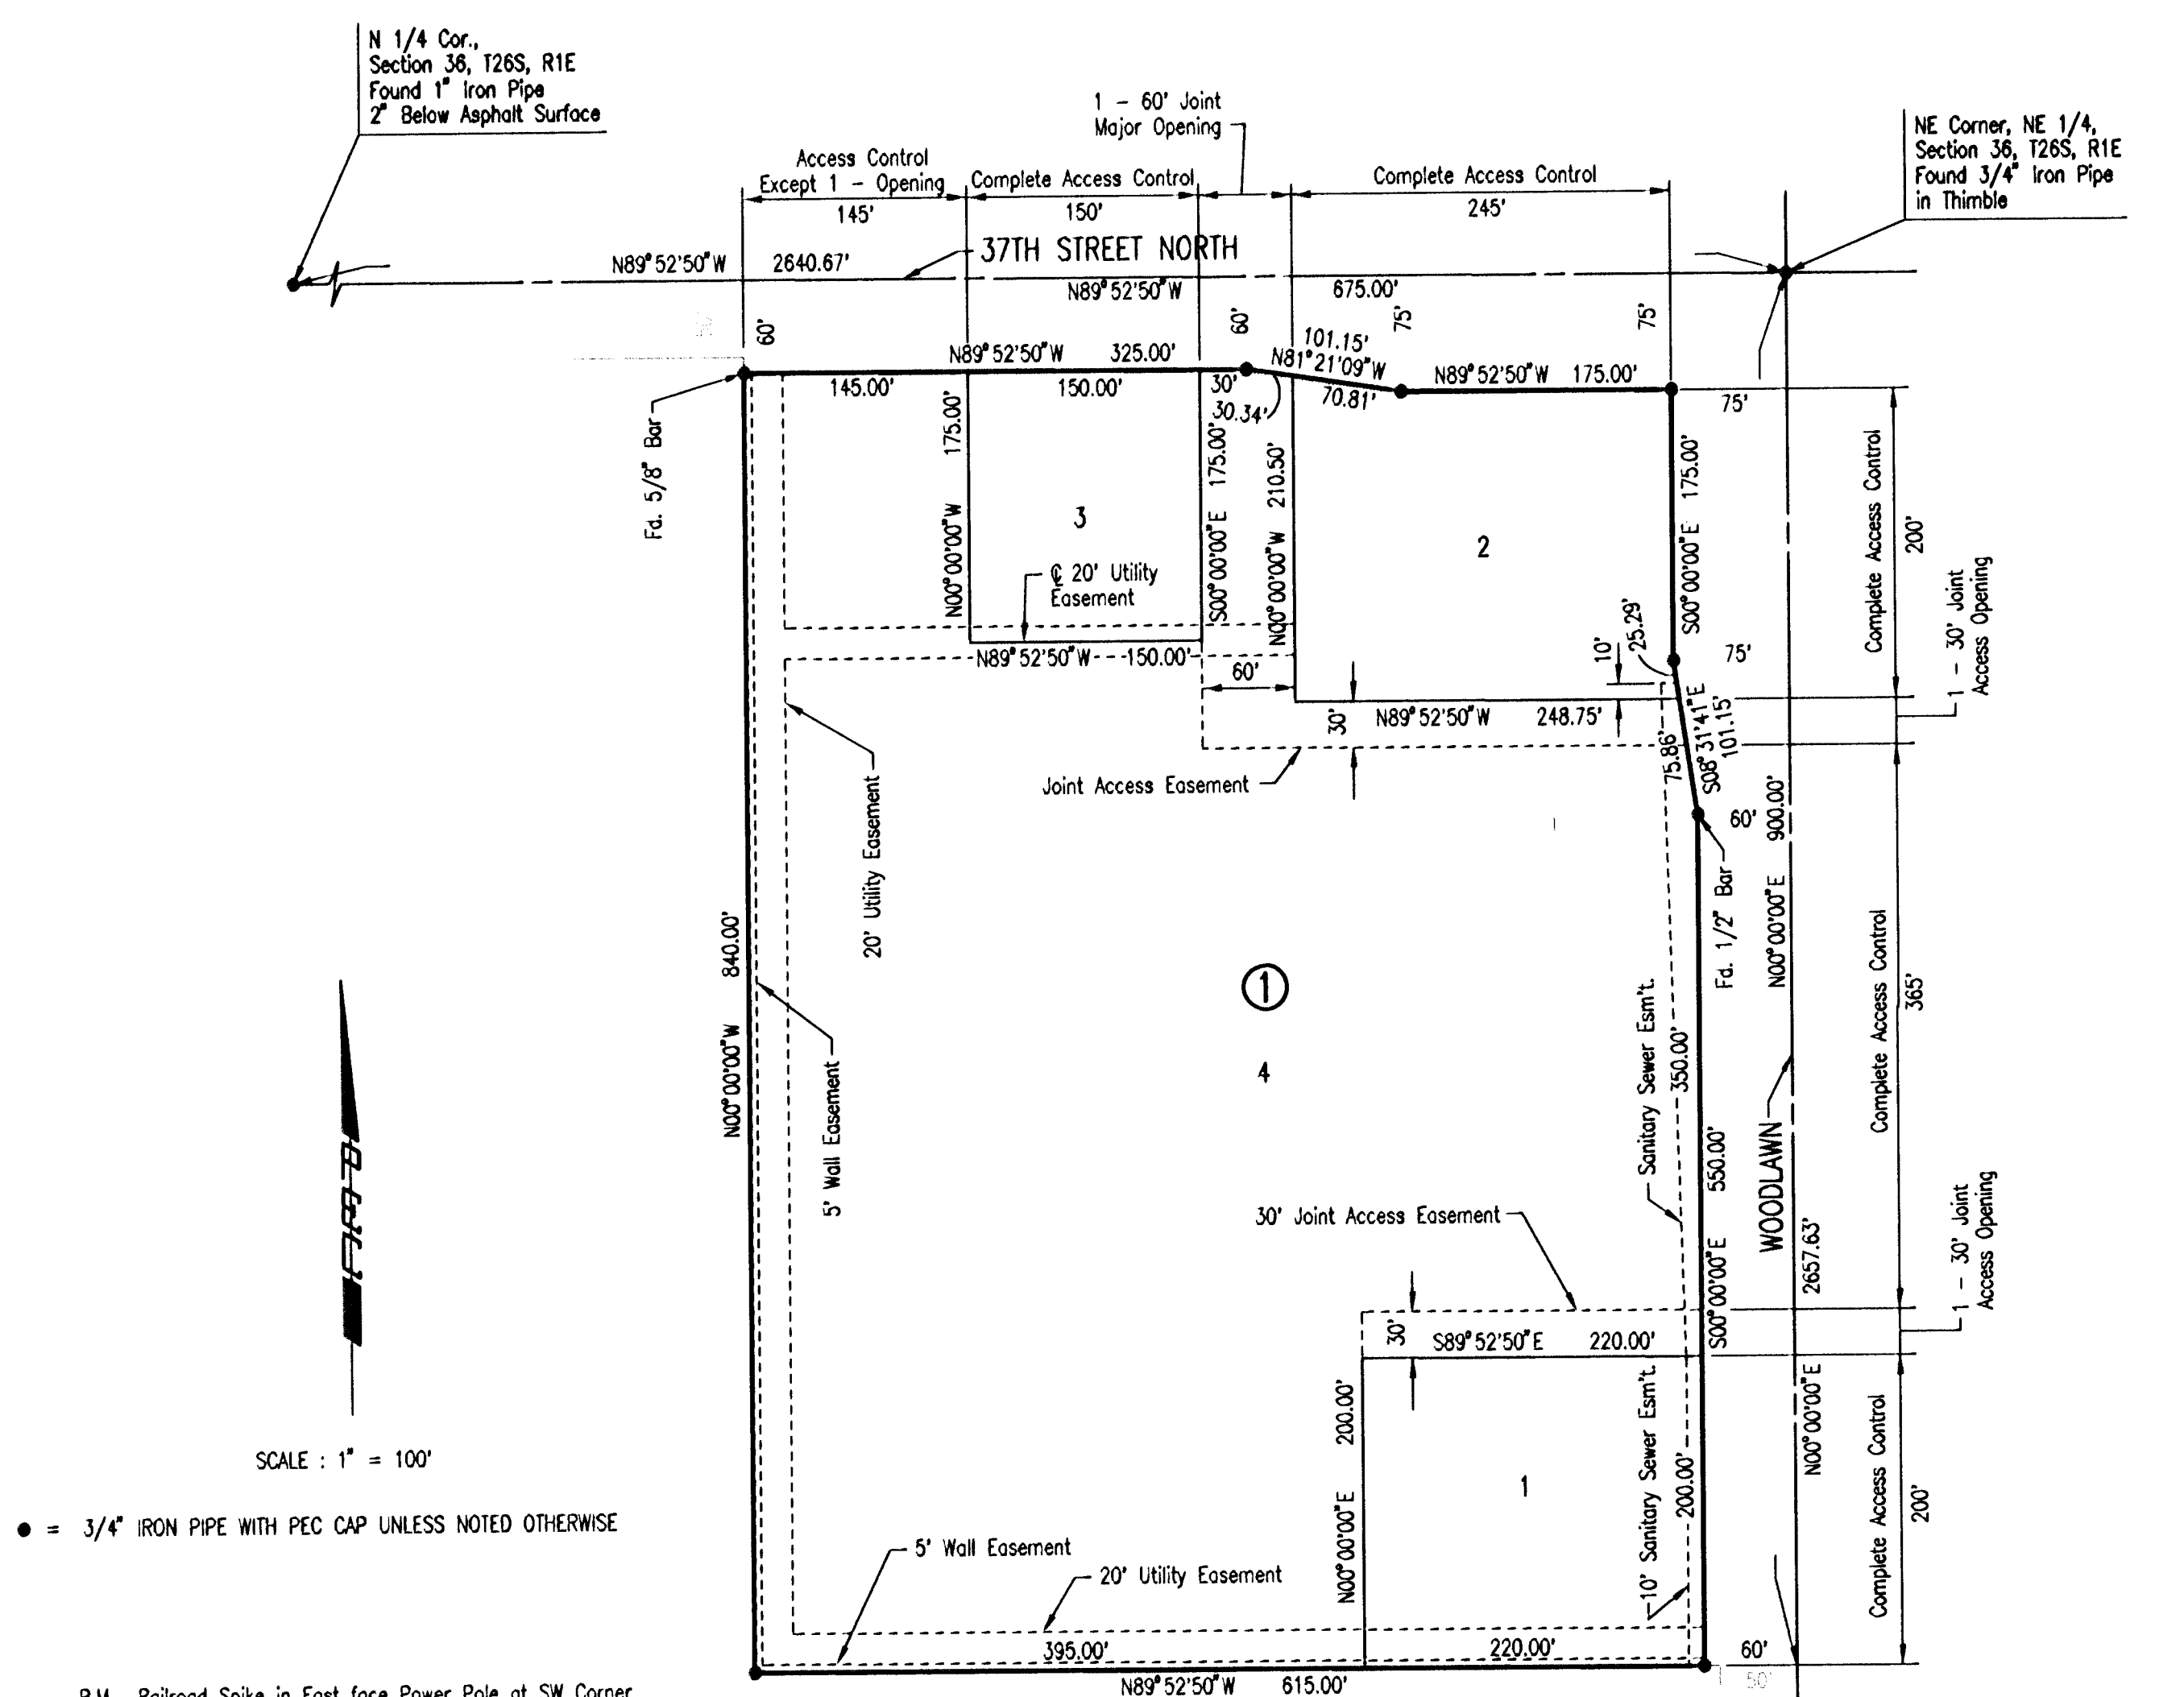 N 1/4 Cor.,
Section 36, T26S, R1E
Found 1" Iron Pipe
2" Below Asphalt Surface
1 - 60' Joint
Major Opening
NE Corner, NE 1/4,
Section 36, T26S, R1E
Found 3/4" Iron Pipe
in Thimble
Access Control
Except 1 - Opening
145'
Complete Access Control
150'
Complete Access Control
245'
37TH STREET NORTH
N89°52'50"W 2640.67'
N89°52'50"W 675.00'
60'
60'
75'
75'
N89°52'50"W 325.00'
101.15'
N81°21'09"W
N89°52'50"W 175.00'
145.00'
150.00'
30'
30.34'
70.81'
75'
Fd. 5/8" Bar
N00°00'00"W 175.00'
3
S00°00'00"E 175.00'
N00°00'00"W 210.50'
2
S00°00'00"E 175.00'
Complete Access Control
200'
℄ 20' Utility
Easement
1 - 30' Joint
Access Opening
N89°52'50"W 150.00'
60'
10'
25.29'
75'
30'
N89°52'50"W 248.75'
75.86'
S08°31'41"E
101.15'
Joint Access Easement
20' Utility Easement
60'
Fd. 1/2" Bar
N00°00'00"E 900.00'
N00°00'00"W 840.00'
5' Wall Easement
1
4
Sanitary Sewer Esm't.
350.00'
S00°00'00"E 550.00'
WOODLAWN
Complete Access Control
365'
30' Joint Access Easement
1 - 30' Joint
Access Opening
N00°00'00"E 2657.63'
30'
S89°52'50"E 220.00'
N00°00'00"E 200.00'
1
10' Sanitary Sewer Esm't.
200.00'
Complete Access Control
200'
SCALE : 1" = 100'
= 3/4" IRON PIPE WITH PEC CAP UNLESS NOTED OTHERWISE
5' Wall Easement
20' Utility Easement
395.00'
220.00'
60'
50'
N89°52'50"W 615.00'
B.M. Railroad Spike in East face Power Pole at SW Corner